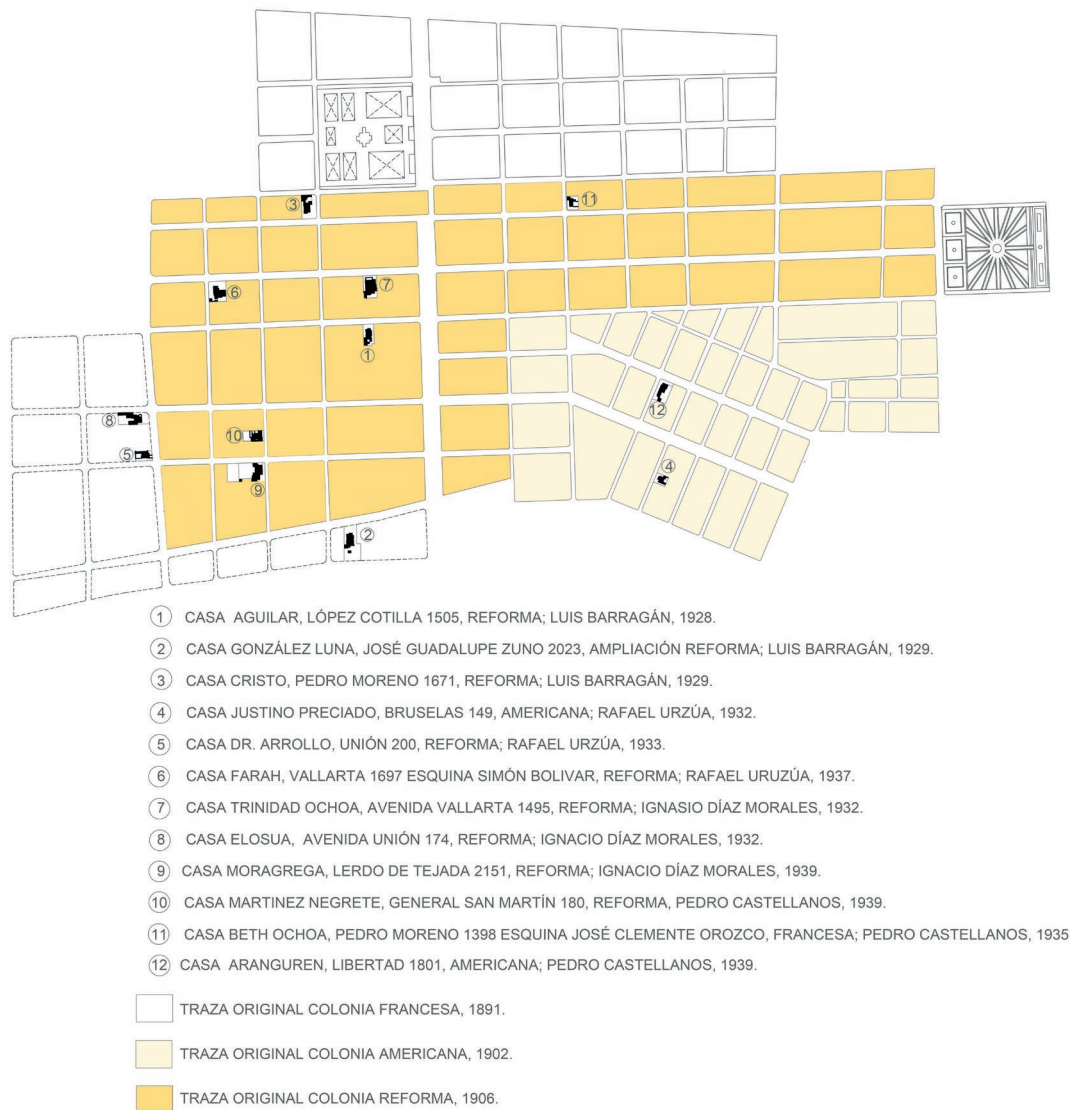 3
11
6
7
1
8
12
10
5
4
9
2
1 CASA AGUILAR, LÓPEZ COTILLA 1505, REFORMA; LUIS BARRAGÁN, 1928.
2 CASA GONZÁLEZ LUNA, JOSÉ GUADALUPE ZUNO 2023, AMPLIACIÓN REFORMA; LUIS BARRAGÁN, 1929.
3 CASA CRISTO, PEDRO MORENO 1671, REFORMA; LUIS BARRAGÁN, 1929.
4 CASA JUSTINO PRECIADO, BRUSELAS 149, AMERICANA; RAFAEL URZÚA, 1932.
5 CASA DR. ARROLLO, UNIÓN 200, REFORMA; RAFAEL URZÚA, 1933.
6 CASA FARAH, VALLARTA 1697 ESQUINA SIMÓN BOLIVAR, REFORMA; RAFAEL URUZÚA, 1937.
7 CASA TRINIDAD OCHOA, AVENIDA VALLARTA 1495, REFORMA; IGNASIO DÍAZ MORALES, 1932.
8 CASA ELOSUA, AVENIDA UNIÓN 174, REFORMA; IGNACIO DÍAZ MORALES, 1932.
9 CASA MORAGREGA, LERDO DE TEJADA 2151, REFORMA; IGNACIO DÍAZ MORALES, 1939.
10 CASA MARTINEZ NEGRETE, GENERAL SAN MARTÍN 180, REFORMA, PEDRO CASTELLANOS, 1939.
11 CASA BETH OCHOA, PEDRO MORENO 1398 ESQUINA JOSÉ CLEMENTE OROZCO, FRANCESA; PEDRO CASTELLANOS, 1935
12 CASA ARANGUREN, LIBERTAD 1801, AMERICANA; PEDRO CASTELLANOS, 1939.
TRAZA ORIGINAL COLONIA FRANCESA, 1891.
TRAZA ORIGINAL COLONIA AMERICANA, 1902.
TRAZA ORIGINAL COLONIA REFORMA, 1906.